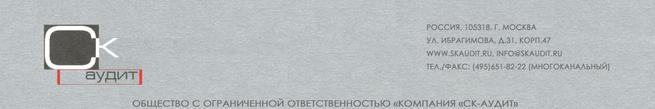 Ск
аудит
РОССИЯ, 105318, Г. МОСКВА
УЛ. ИБРАГИМОВА, Д.31, КОРП.47
WWW.SKAUDIT.RU, INFO@SKAUDIT.RU
ТЕЛ./ФАКС: (495)651-82-22 (МНОГОКАНАЛЬНЫЙ)
ОБЩЕСТВО С ОГРАНИЧЕННОЙ ОТВЕТСТВЕННОСТЬЮ «КОМПАНИЯ «СК-АУДИТ»